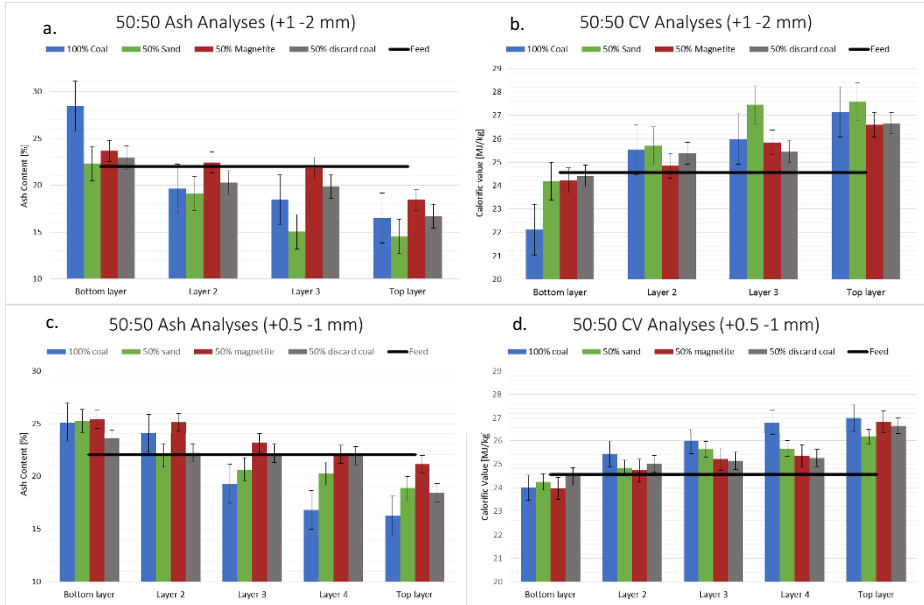 a.
50:50 Ash Analyses (+1 -2 mm)
100% Coal 50% Sand 50% Magnetite 50% discard coal Feed
30
25
20
15
10
Ash Content [%]
Bottom layer Layer 2 Layer 3 Top layer
b.
50:50 CV Analyses (+1 -2 mm)
100% Coal 50% Sand 50% Magnetite 50% discard coal Feed
29
28
27
26
25
24
23
22
21
20
Calorific value [MJ/kg]
Bottom layer Layer 2 Layer 3 Top layer
c.
50:50 Ash Analyses (+0.5 -1 mm)
100% coal 50% sand 50% magnetite 50% discard coal Feed
30
25
20
15
10
Ash Content [%]
Bottom layer Layer 2 Layer 3 Layer 4 Top layer
d.
50:50 CV Analyses (+0.5 -1 mm)
100% coal 50% sand 50% magnetite 50% discard coal Feed
29
28
27
26
25
24
23
22
21
20
Calorific Value [MJ/kg]
Bottom layer Layer 2 Layer 3 Layer 4 Top layer